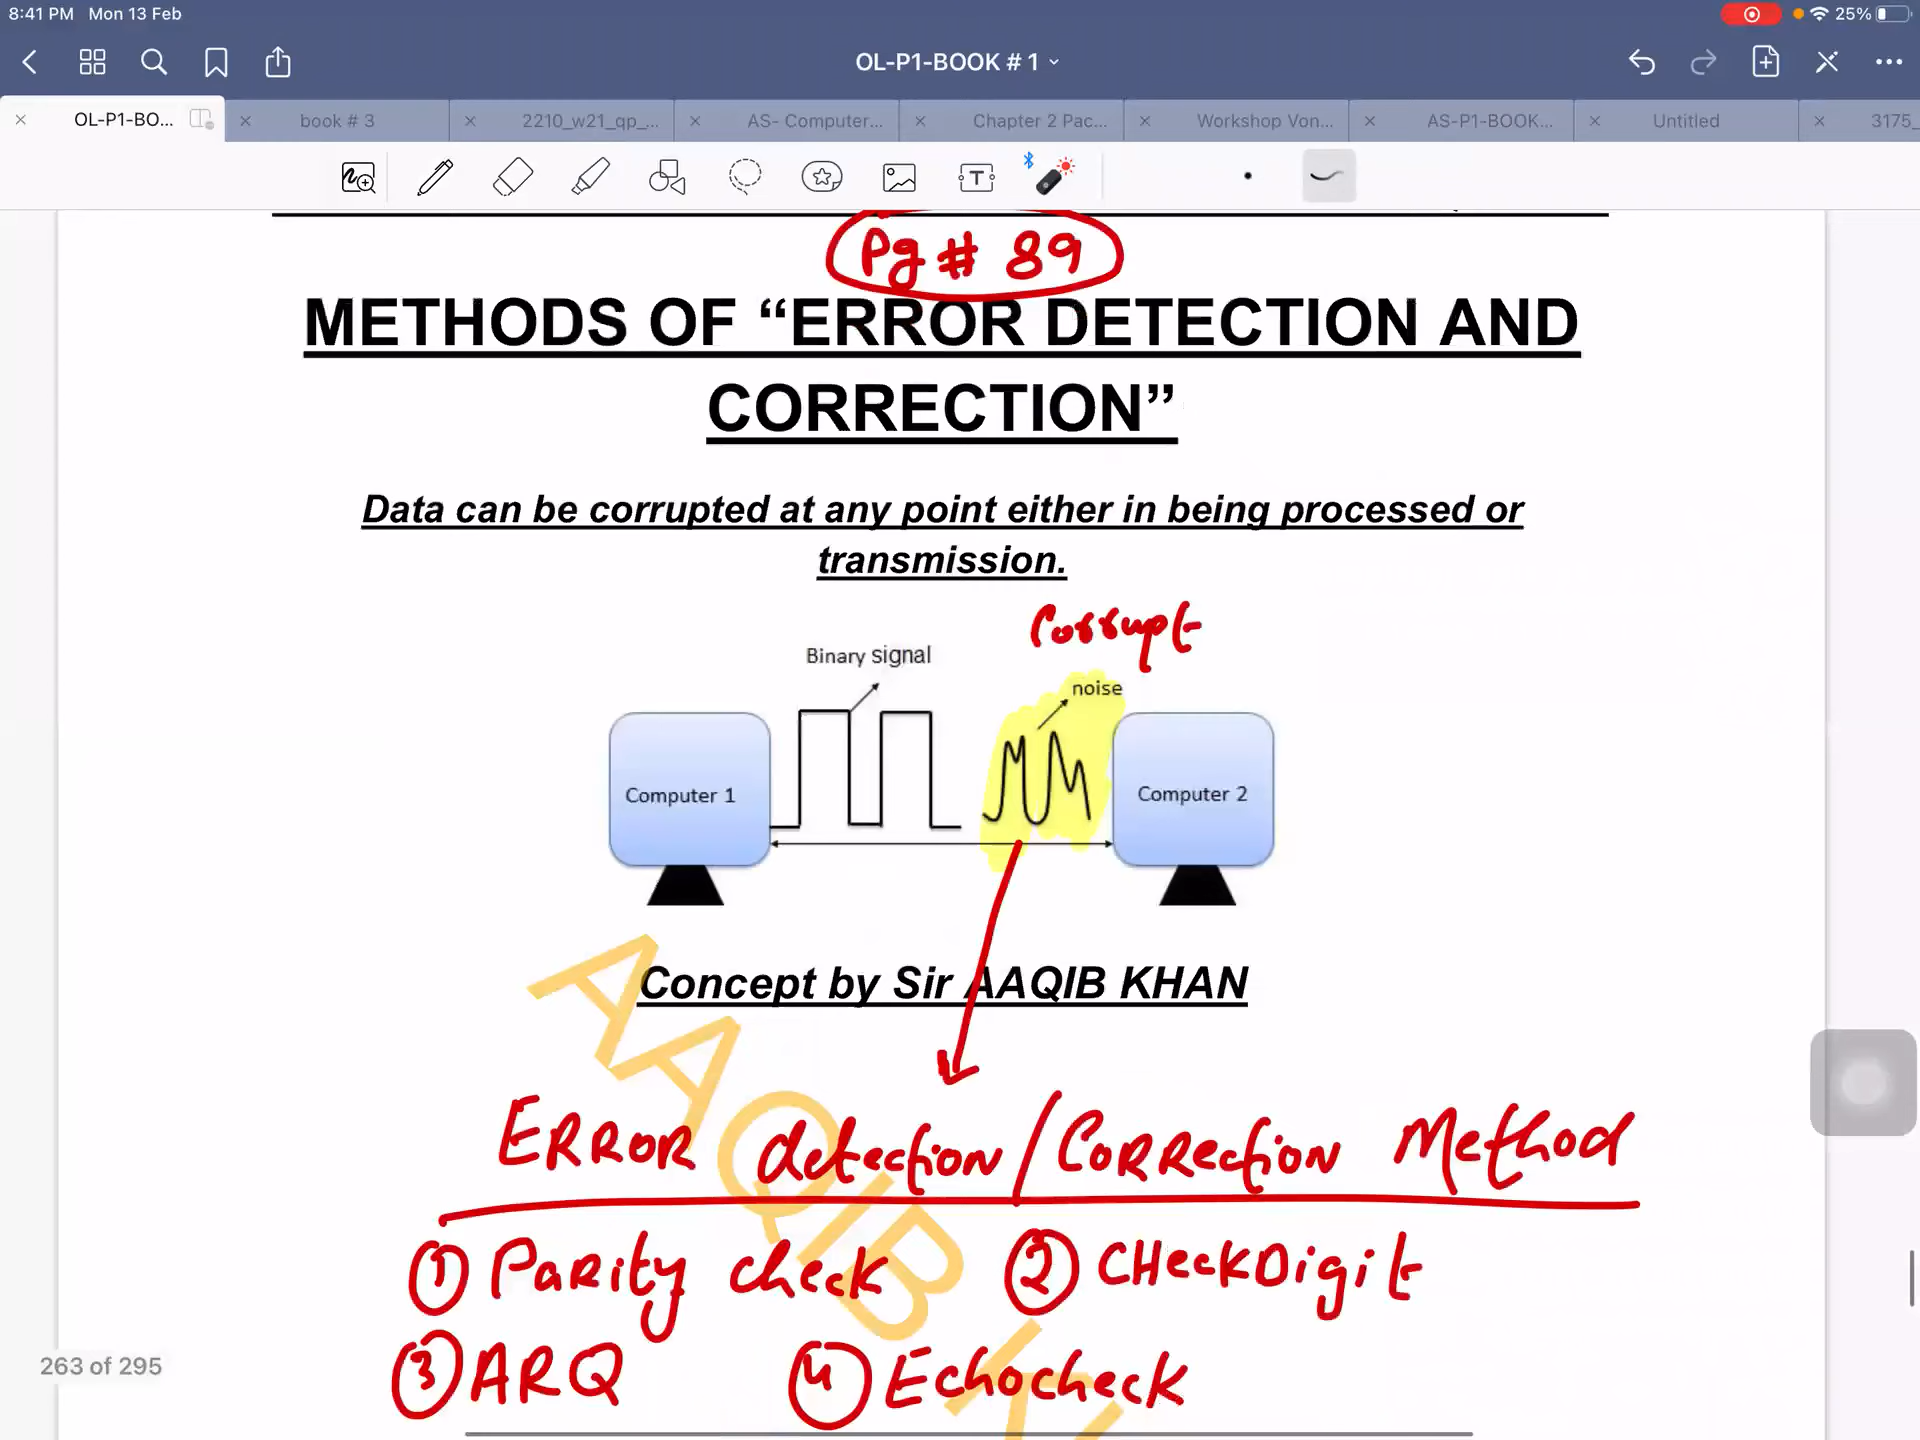 8:41 PM Mon 13 Feb
25%
OL-P1-BOOK # 1
OL-P1-BO...
book # 3
2210_w21_qp_...
AS- Computer...
Chapter 2 Pac...
Workshop Von...
AS-P1-BOOK...
Untitled
3175_
Pg # 89
METHODS OF “ERROR DETECTION AND
CORRECTION”
Data can be corrupted at any point either in being processed or
transmission.
Corrupt
Binary signal
noise
Computer 1
Computer 2
Concept by Sir AAQIB KHAN
AAQIB K
ERROR detection/CORRection Method
① PaRity check ② CHeckDigit
③ ARQ ④ Echocheck
263 of 295